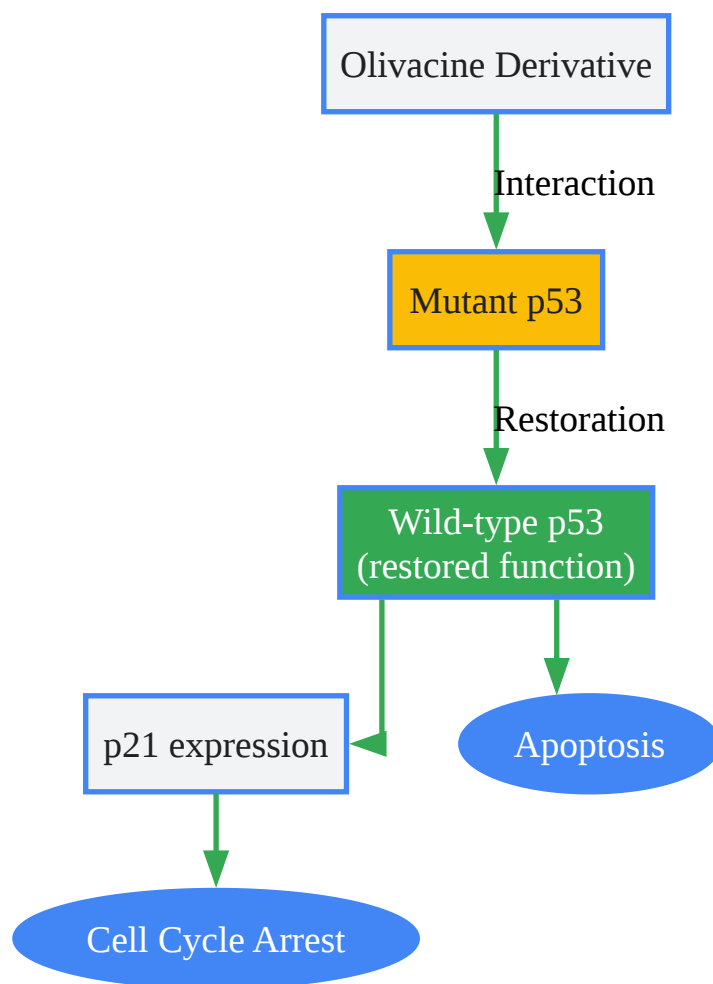 Olivacine Derivative
Interaction
Mutant p53
Restoration
Wild-type p53
(restored function)
p21 expression
Apoptosis
Cell Cycle Arrest